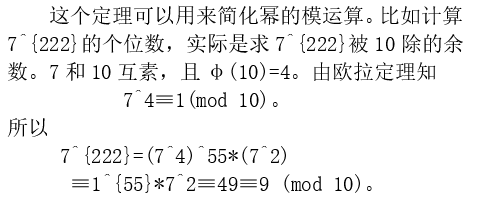 这个定理可以用来简化幂的模运算。比如计算
7^{222}的个位数，实际是求7^{222}被10除的余
数。7和10互素，且φ(10)=4。由欧拉定理知
7^4≡1(mod 10)。
所以
7^{222}=(7^4)^55*(7^2)
≡1^{55}*7^2≡49≡9 (mod 10)。